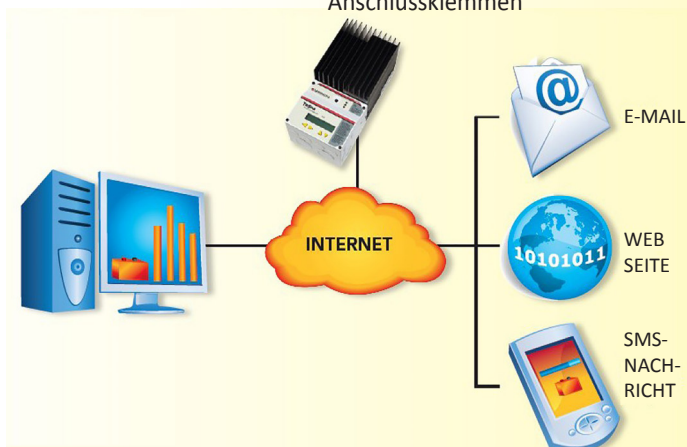 Anschlussklemmen
INTERNET
@
E-MAIL
10101011
WEB
SEITE
SMS-
NACH-
RICHT